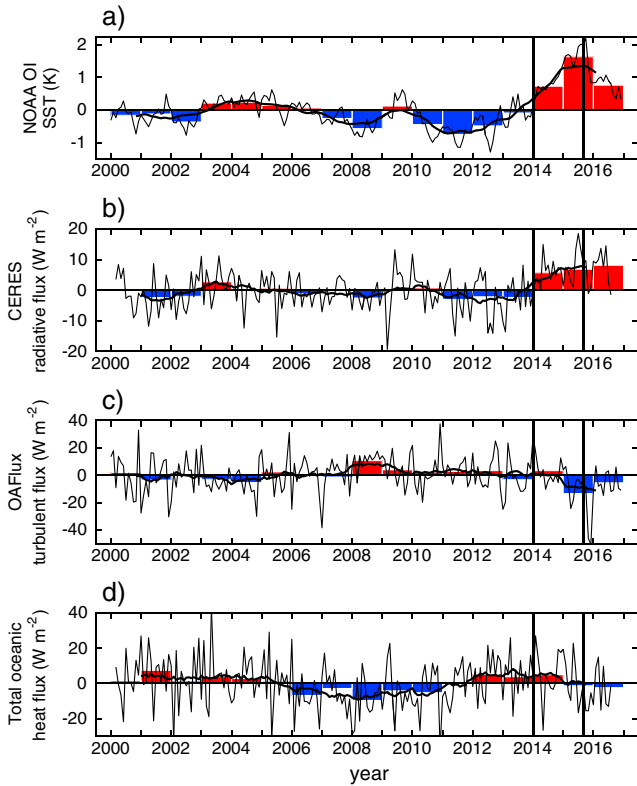 a)
NOAA OI
SST (K)
2
1
0
-1
2000 2002 2004 2006 2008 2010 2012 2014 2016
b)
CERES
radiative flux (W m-2)
20
10
0
-10
-20
2000 2002 2004 2006 2008 2010 2012 2014 2016
c)
OAFlux
turbulent flux (W m-2)
40
20
0
-20
-40
2000 2002 2004 2006 2008 2010 2012 2014 2016
d)
Total oceanic
heat flux (W m-2)
40
20
0
-20
2000 2002 2004 2006 2008 2010 2012 2014 2016
year